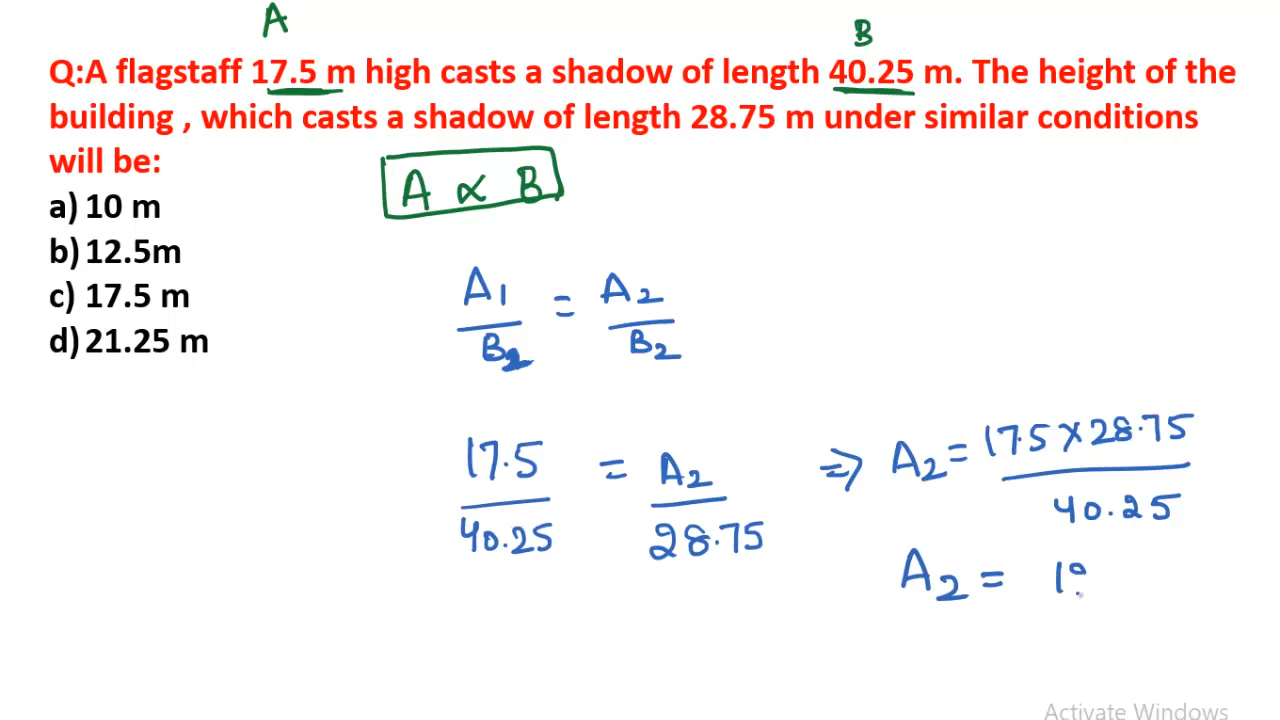 A B
Q:A flagstaff 17.5 m high casts a shadow of length 40.25 m. The height of the
building , which casts a shadow of length 28.75 m under similar conditions
will be:
A ∝ B
a) 10 m
b) 12.5m
c) 17.5 m
d) 21.25 m
A1/B2 = A2/B2
17.5/40.25 = A2/28.75 ⇒ A2 = 17.5×28.75/40.25
A2 =
Activate Windows